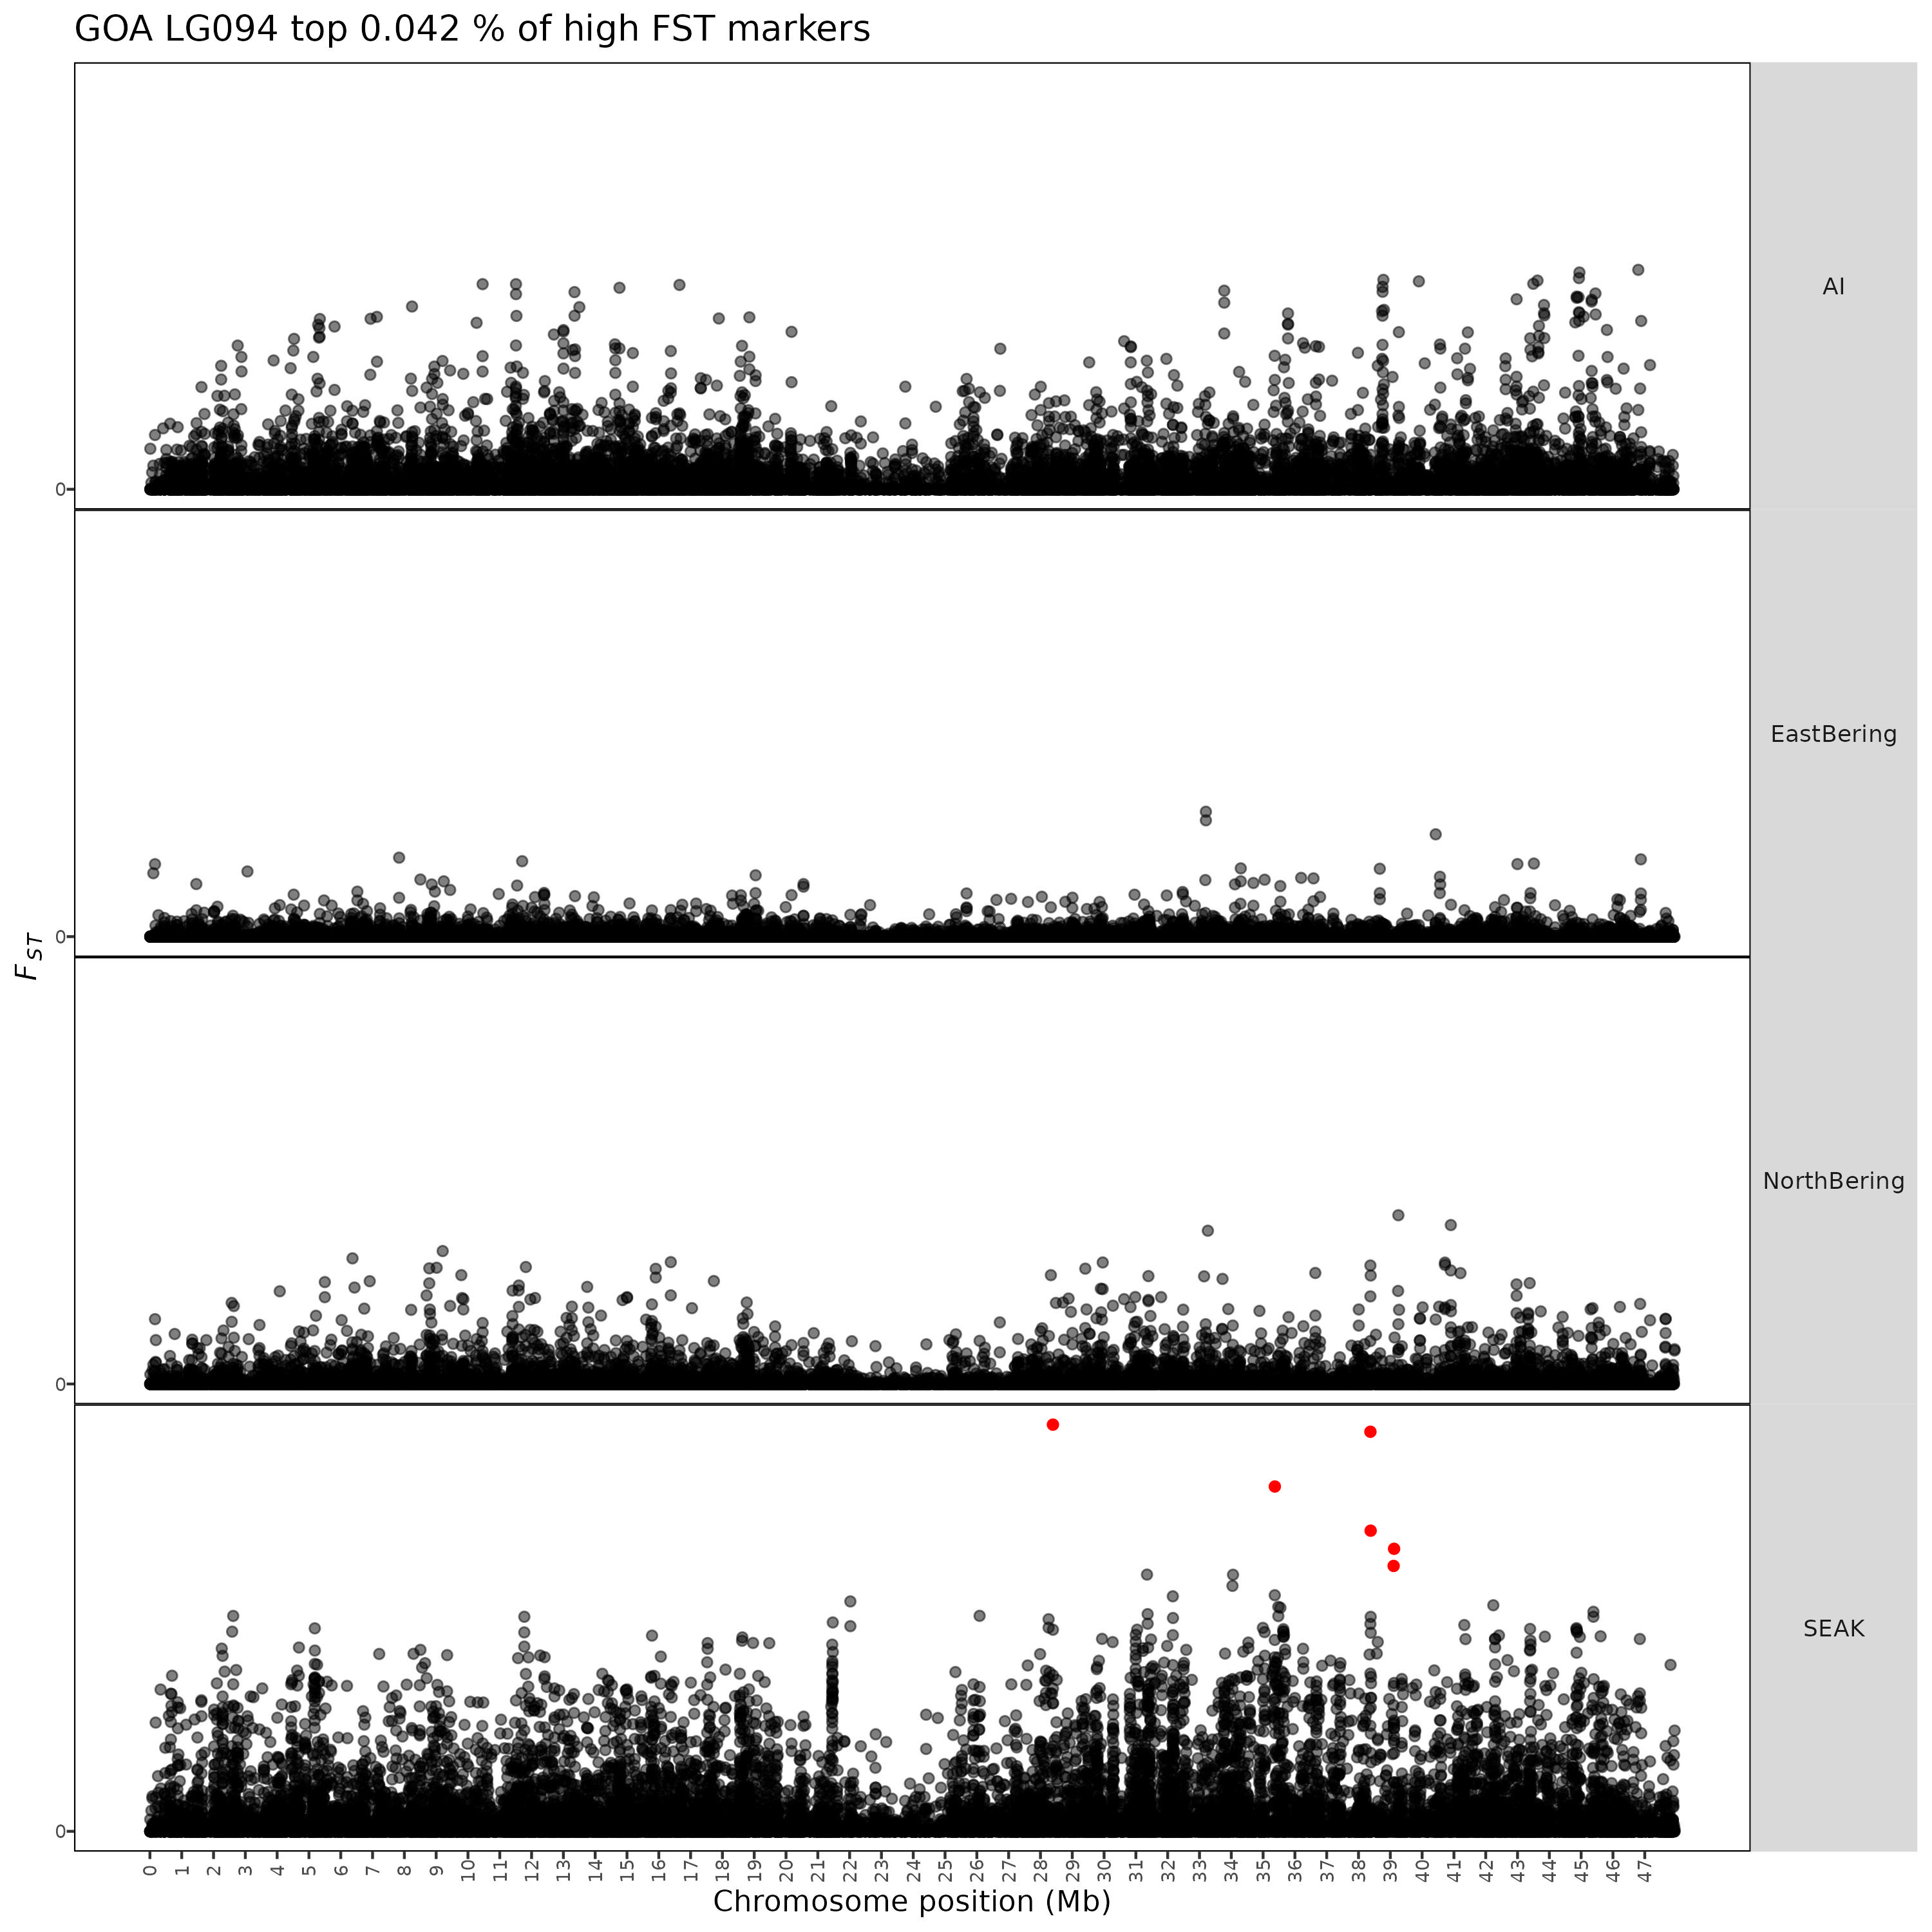 GOA LG094 top 0.042 % of high FST markers
AI
0
EastBering
0
FST
NorthBering
0
SEAK
0
0 1 2 3 4 5 6 7 8 9 10 11 12 13 14 15 16 17 18 19 20 21 22 23 24 25 26 27 28 29 30 31 32 33 34 35 36 37 38 39 40 41 42 43 44 45 46 47
Chromosome position (Mb)